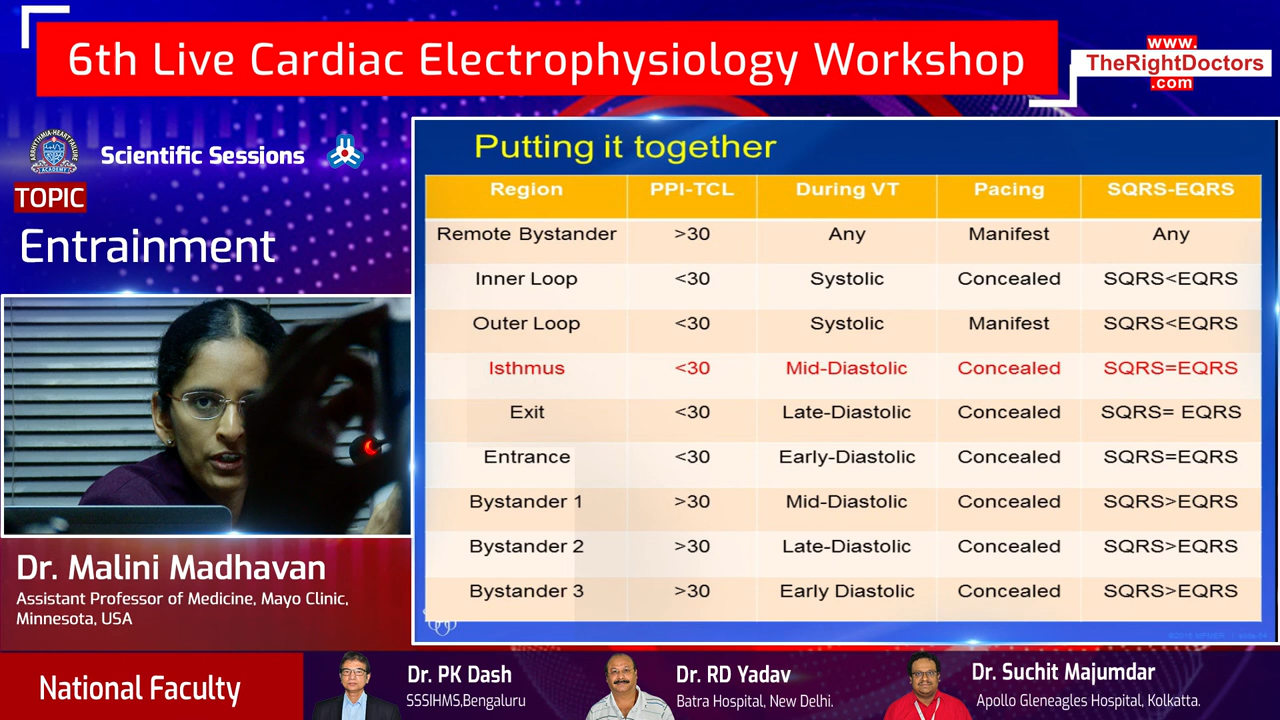 6th Live Cardiac Electrophysiology Workshop
www.
TheRightDoctors
.com
ARRHYTHMIA-HEART FAILURE
ACADEMY
Scientific Sessions
TOPIC
Entrainment
Putting it together
Region PPI-TCL During VT Pacing SQRS-EQRS
Remote Bystander >30 Any Manifest Any
Inner Loop <30 Systolic Concealed SQRS<EQRS
Outer Loop <30 Systolic Manifest SQRS<EQRS
Isthmus <30 Mid-Diastolic Concealed SQRS=EQRS
Exit <30 Late-Diastolic Concealed SQRS= EQRS
Entrance <30 Early-Diastolic Concealed SQRS=EQRS
Bystander 1 >30 Mid-Diastolic Concealed SQRS>EQRS
Bystander 2 >30 Late-Diastolic Concealed SQRS>EQRS
Bystander 3 >30 Early Diastolic Concealed SQRS>EQRS
Dr. Malini Madhavan
Assistant Professor of Medicine, Mayo Clinic,
Minnesota, USA
National Faculty
Dr. PK Dash
SSSIHMS,Bengaluru
Dr. RD Yadav
Batra Hospital, New Delhi.
Dr. Suchit Majumdar
Apollo Gleneagles Hospital, Kolkatta.